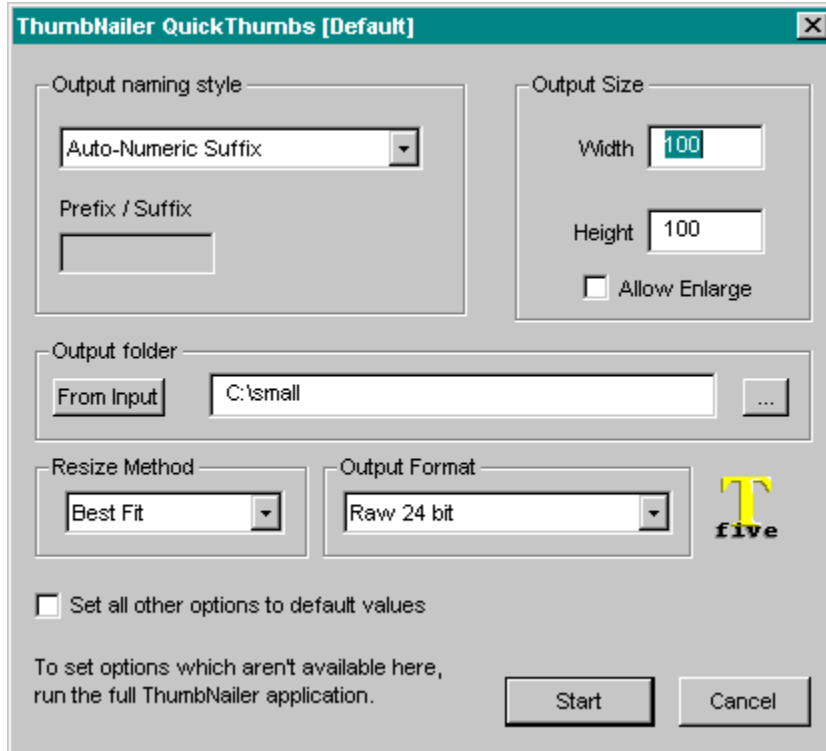 ThumbNailer QuickThumbs [Default]
Output naming style
Auto-Numeric Suffix
Prefix / Suffix
Output Size
Width 100
Height 100
Allow Enlarge
Output folder
From Input C:\small ...
Resize Method
Best Fit
Output Format
Raw 24 bit
T
five
Set all other options to default values
To set options which aren't available here,
run the full ThumbNailer application.
Start Cancel